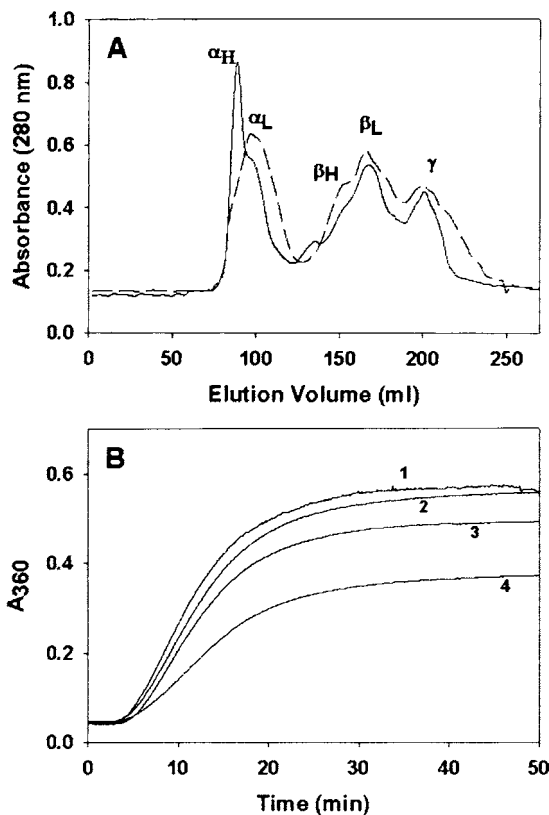 A
αH
αL
βH
βL
γ
1.0
0.8
0.6
0.4
0.2
0.0
Absorbance (280 nm)
0 50 100 150 200 250
Elution Volume (ml)
B
1
2
3
4
0.6
0.4
0.2
0.0
A360
0 10 20 30 40 50
Time (min)